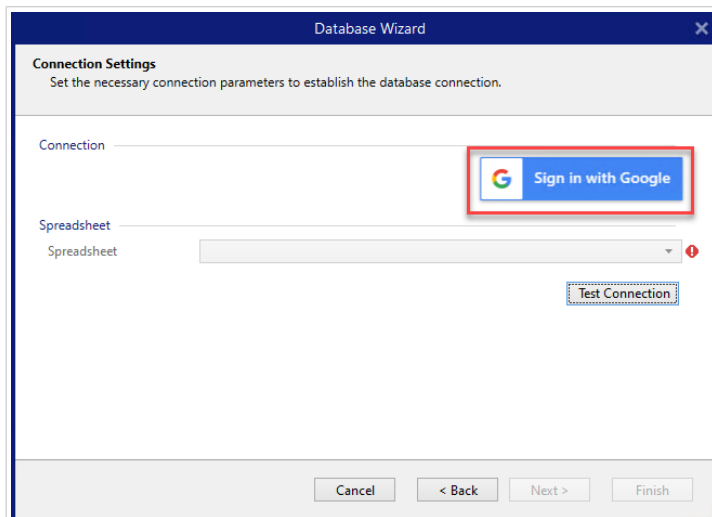 Database Wizard
Connection Settings
Set the necessary connection parameters to establish the database connection.
Connection
Sign in with Google
Spreadsheet
Spreadsheet
Test Connection
Cancel
< Back
Next >
Finish